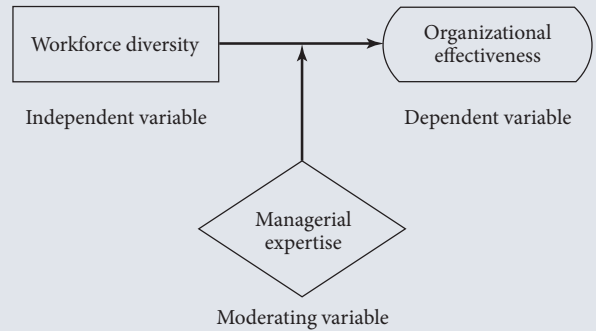 Workforce diversity
Organizational
effectiveness
Independent variable
Dependent variable
Managerial
expertise
Moderating variable